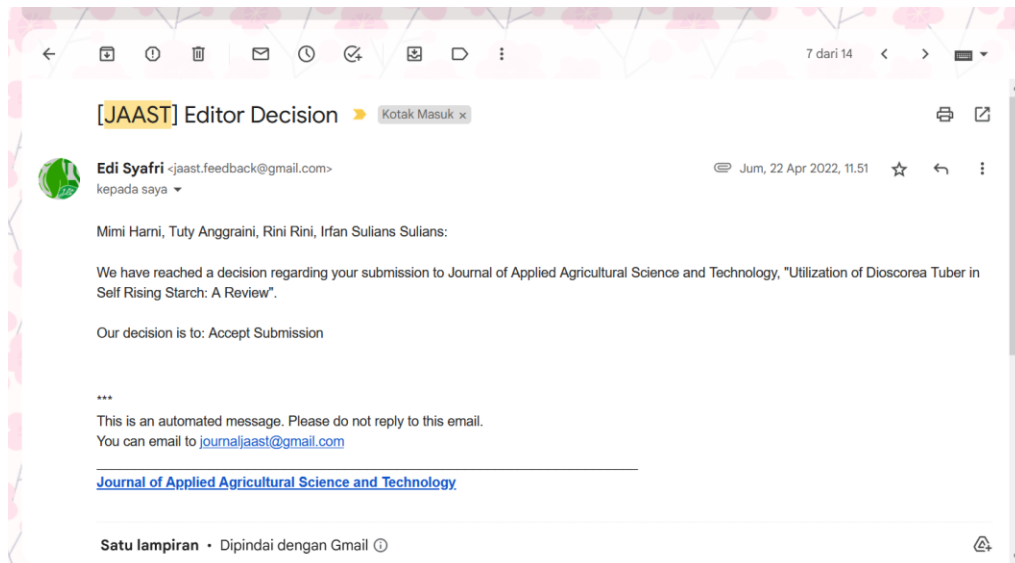 7 dari 14
[JAAST] Editor Decision Kotak Masuk ×
Edi Syafri <jaast.feedback@gmail.com> Jum, 22 Apr 2022, 11.51
kepada saya
Mimi Harni, Tuty Anggraini, Rini Rini, Irfan Sulians Sulians:
We have reached a decision regarding your submission to Journal of Applied Agricultural Science and Technology, "Utilization of Dioscorea Tuber in
Self Rising Starch: A Review".
Our decision is to: Accept Submission
***
This is an automated message. Please do not reply to this email.
You can email to journaljaast@gmail.com
Journal of Applied Agricultural Science and Technology
Satu lampiran • Dipindai dengan Gmail